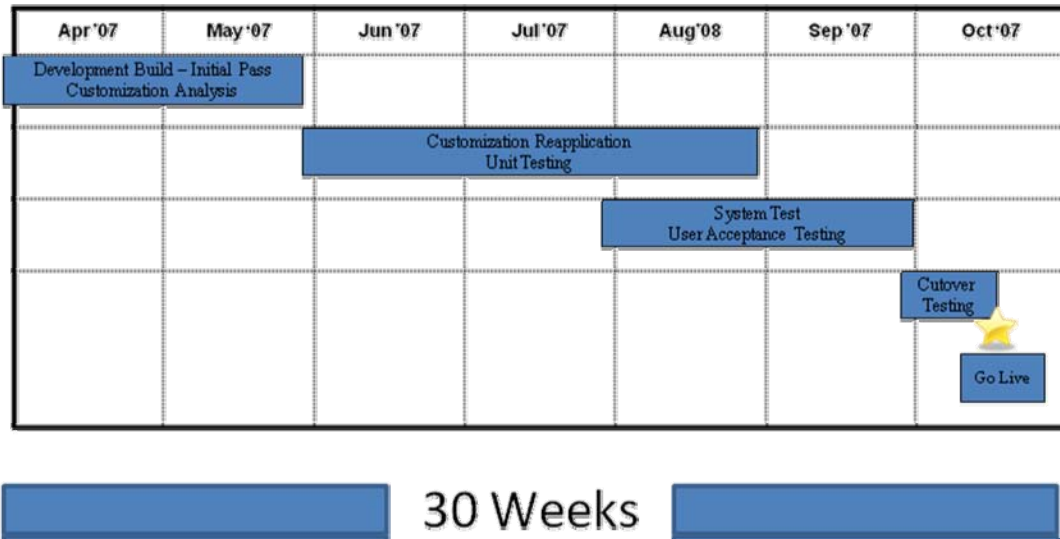 Apr '07 May '07 Jun '07 Jul '07 Aug '08 Sep '07 Oct '07
Development Build – Initial Pass
Customization Analysis
Customization Reapplication
Unit Testing
System Test
User Acceptance Testing
Cutover
Testing
Go Live
30 Weeks